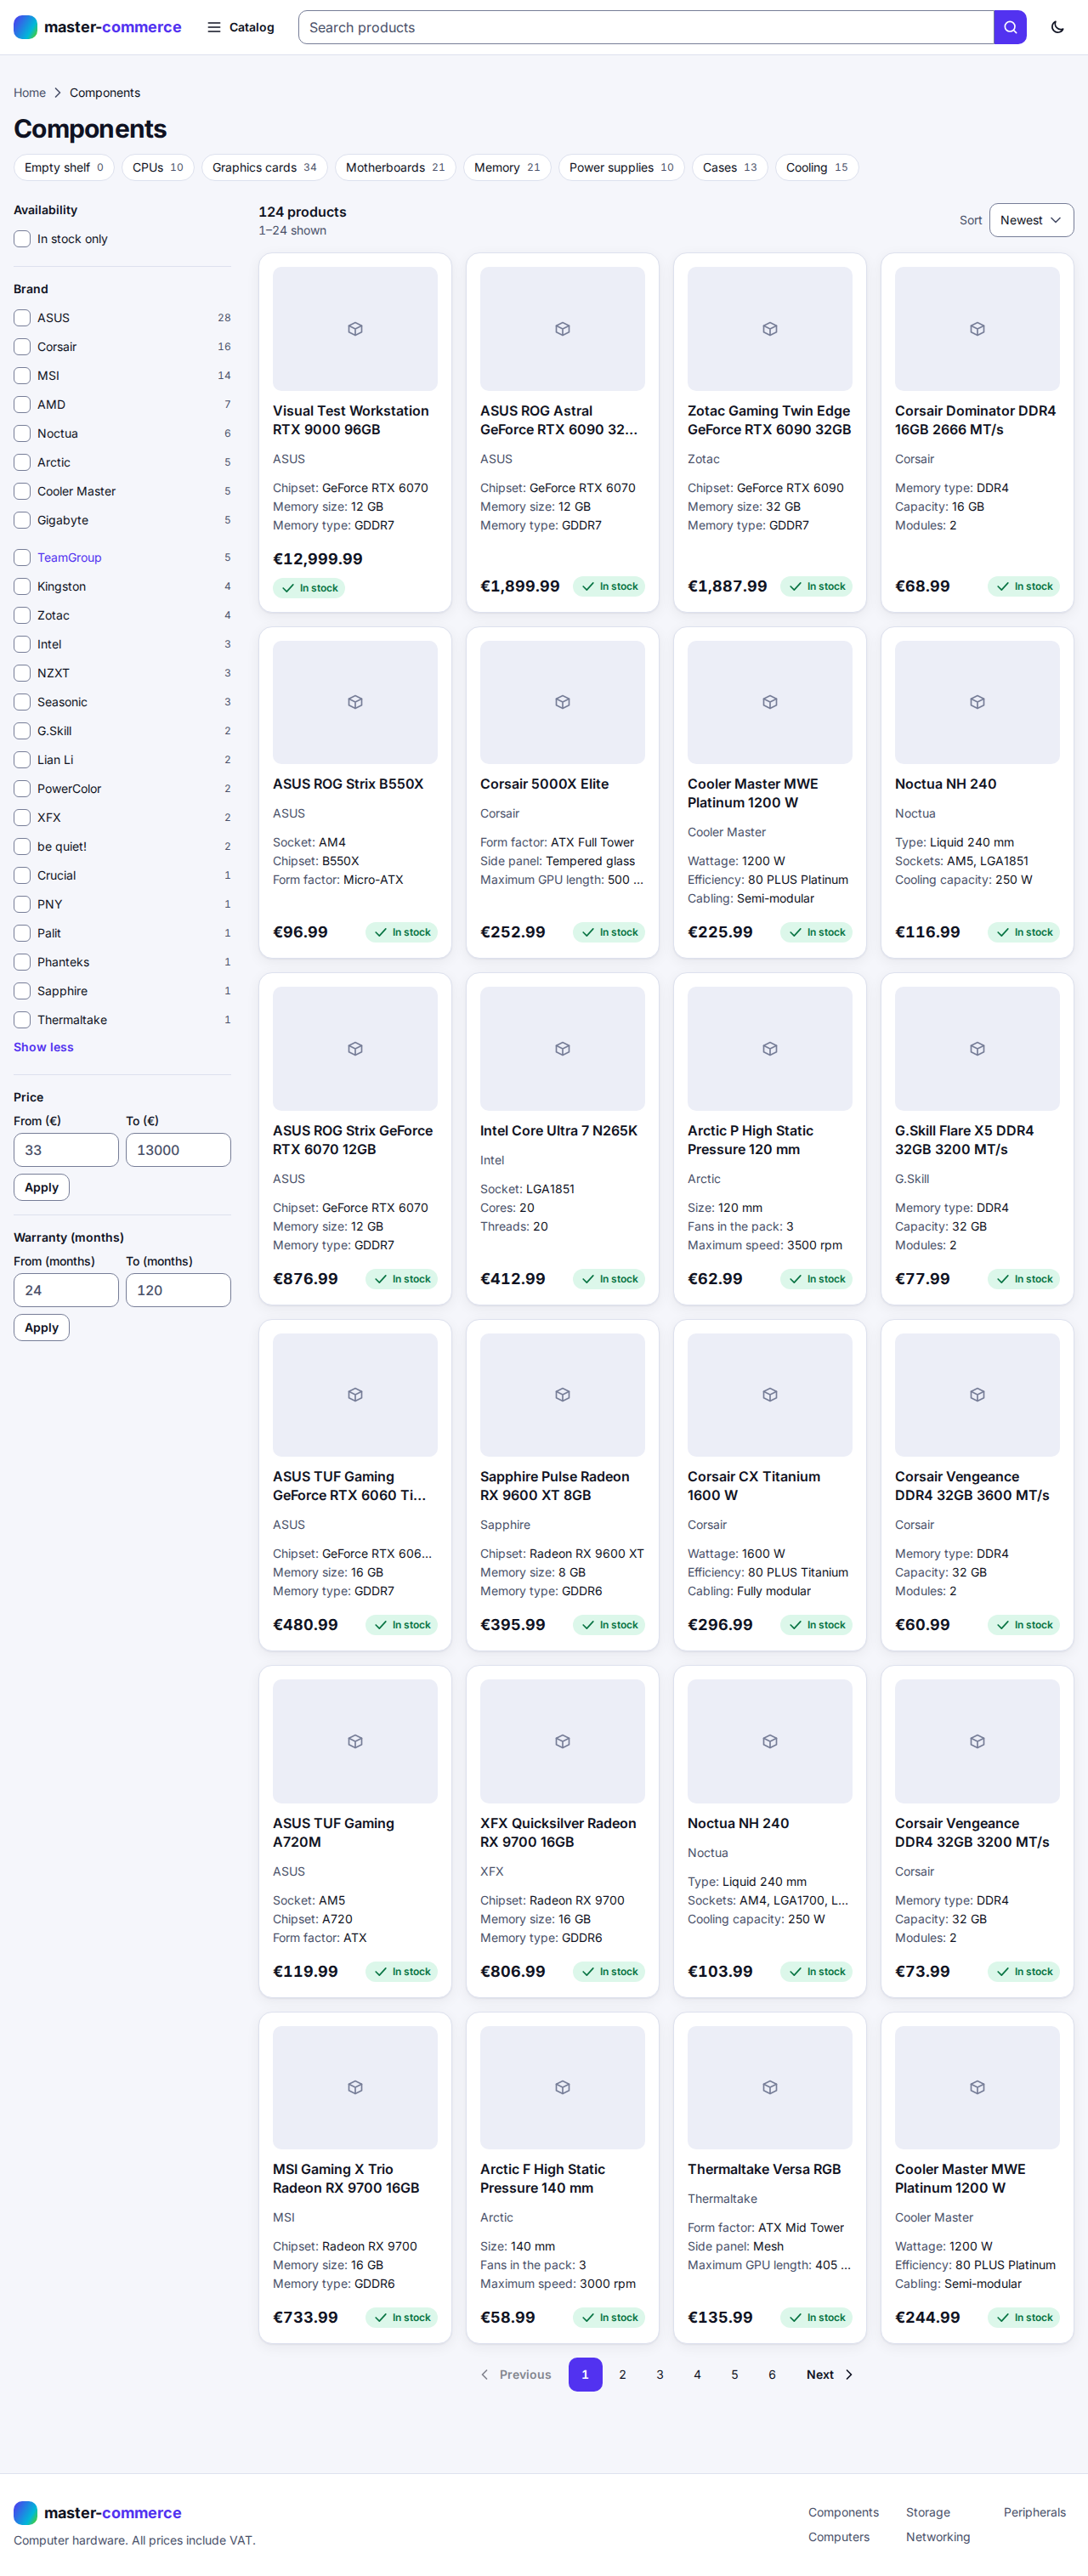 master-commerce
Catalog
Search products
Home Components
Components
Empty shelf 0 CPUs 10 Graphics cards 34 Motherboards 21 Memory 21 Power supplies 10 Cases 13 Cooling 15
Availability
In stock only
Brand
ASUS 28
Corsair 16
MSI 14
AMD 7
Noctua 6
Arctic 5
Cooler Master 5
Gigabyte 5
TeamGroup 5
Kingston 4
Zotac 4
Intel 3
NZXT 3
Seasonic 3
G.Skill 2
Lian Li 2
PowerColor 2
XFX 2
be quiet! 2
Crucial 1
PNY 1
Palit 1
Phanteks 1
Sapphire 1
Thermaltake 1
Show less
Price
From (€) To (€)
33 13000
Apply
Warranty (months)
From (months) To (months)
24 120
Apply
124 products
1–24 shown
Sort Newest
Visual Test Workstation
RTX 9000 96GB
ASUS
Chipset: GeForce RTX 6070
Memory size: 12 GB
Memory type: GDDR7
€12,999.99
In stock
ASUS ROG Astral
GeForce RTX 6090 32...
ASUS
Chipset: GeForce RTX 6070
Memory size: 12 GB
Memory type: GDDR7
€1,899.99 In stock
Zotac Gaming Twin Edge
GeForce RTX 6090 32GB
Zotac
Chipset: GeForce RTX 6090
Memory size: 32 GB
Memory type: GDDR7
€1,887.99 In stock
Corsair Dominator DDR4
16GB 2666 MT/s
Corsair
Memory type: DDR4
Capacity: 16 GB
Modules: 2
€68.99 In stock
ASUS ROG Strix B550X
ASUS
Socket: AM4
Chipset: B550X
Form factor: Micro-ATX
€96.99 In stock
Corsair 5000X Elite
Corsair
Form factor: ATX Full Tower
Side panel: Tempered glass
Maximum GPU length: 500 ...
€252.99 In stock
Cooler Master MWE
Platinum 1200 W
Cooler Master
Wattage: 1200 W
Efficiency: 80 PLUS Platinum
Cabling: Semi-modular
€225.99 In stock
Noctua NH 240
Noctua
Type: Liquid 240 mm
Sockets: AM5, LGA1851
Cooling capacity: 250 W
€116.99 In stock
ASUS ROG Strix GeForce
RTX 6070 12GB
ASUS
Chipset: GeForce RTX 6070
Memory size: 12 GB
Memory type: GDDR7
€876.99 In stock
Intel Core Ultra 7 N265K
Intel
Socket: LGA1851
Cores: 20
Threads: 20
€412.99 In stock
Arctic P High Static
Pressure 120 mm
Arctic
Size: 120 mm
Fans in the pack: 3
Maximum speed: 3500 rpm
€62.99 In stock
G.Skill Flare X5 DDR4
32GB 3200 MT/s
G.Skill
Memory type: DDR4
Capacity: 32 GB
Modules: 2
€77.99 In stock
ASUS TUF Gaming
GeForce RTX 6060 Ti...
ASUS
Chipset: GeForce RTX 606...
Memory size: 16 GB
Memory type: GDDR7
€480.99 In stock
Sapphire Pulse Radeon
RX 9600 XT 8GB
Sapphire
Chipset: Radeon RX 9600 XT
Memory size: 8 GB
Memory type: GDDR6
€395.99 In stock
Corsair CX Titanium
1600 W
Corsair
Wattage: 1600 W
Efficiency: 80 PLUS Titanium
Cabling: Fully modular
€296.99 In stock
Corsair Vengeance
DDR4 32GB 3600 MT/s
Corsair
Memory type: DDR4
Capacity: 32 GB
Modules: 2
€60.99 In stock
ASUS TUF Gaming
A720M
ASUS
Socket: AM5
Chipset: A720
Form factor: ATX
€119.99 In stock
XFX Quicksilver Radeon
RX 9700 16GB
XFX
Chipset: Radeon RX 9700
Memory size: 16 GB
Memory type: GDDR6
€806.99 In stock
Noctua NH 240
Noctua
Type: Liquid 240 mm
Sockets: AM4, LGA1700, L...
Cooling capacity: 250 W
€103.99 In stock
Corsair Vengeance
DDR4 32GB 3200 MT/s
Corsair
Memory type: DDR4
Capacity: 32 GB
Modules: 2
€73.99 In stock
MSI Gaming X Trio
Radeon RX 9700 16GB
MSI
Chipset: Radeon RX 9700
Memory size: 16 GB
Memory type: GDDR6
€733.99 In stock
Arctic F High Static
Pressure 140 mm
Arctic
Size: 140 mm
Fans in the pack: 3
Maximum speed: 3000 rpm
€58.99 In stock
Thermaltake Versa RGB
Thermaltake
Form factor: ATX Mid Tower
Side panel: Mesh
Maximum GPU length: 405 ...
€135.99 In stock
Cooler Master MWE
Platinum 1200 W
Cooler Master
Wattage: 1200 W
Efficiency: 80 PLUS Platinum
Cabling: Semi-modular
€244.99 In stock
Previous 1 2 3 4 5 6 Next
master-commerce
Computer hardware. All prices include VAT.
Components Storage Peripherals
Computers Networking